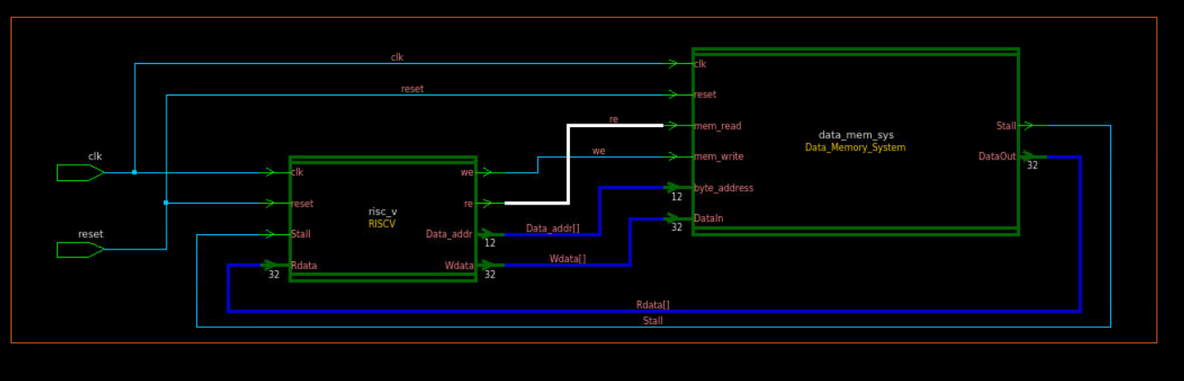 clk
clk
reset
reset
re
mem_read
data_mem_sys
Stall
Data_Memory_System
we
mem_write
DataOut
clk
32
clk
we
byte_address
12
reset
risc_v
re
RISCV
DataIn
32
reset
Stall
Data_addr
12
Data_addr[]
Rdata
32
Wdata
32
Wdata[]
Rdata[]
Stall